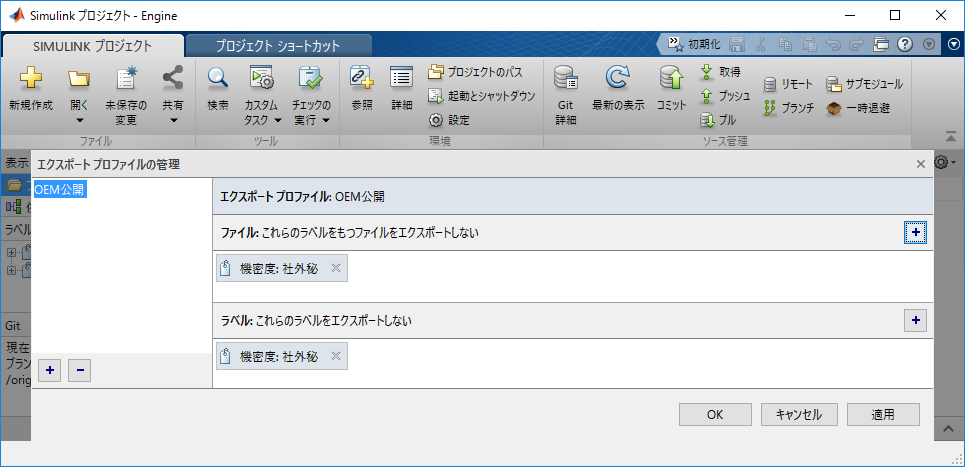 Simulink プロジェクト - Engine
SIMULINK プロジェクト
プロジェクト ショートカット
初期化
新規作成
開く
未保存の
変更
共有
検索
カスタム
タスク
チェックの
実行
参照
詳細
プロジェクトのパス
起動とシャットダウン
設定
Git
詳細
最新の表示
コミット
取得
プッシュ
プル
リモート
ブランチ
サブモジュール
一時退避
ファイル
ツール
環境
ソース管理
表示
エクスポート プロファイルの管理
OEM公開
エクスポート プロファイル: OEM公開
ファイル: これらのラベルをもつファイルをエクスポートしない
機密度: 社外秘
ラベル: これらのラベルをエクスポートしない
機密度: 社外秘
ラベル
Git
現在
ブラン
/orig
OK
キャンセル
適用